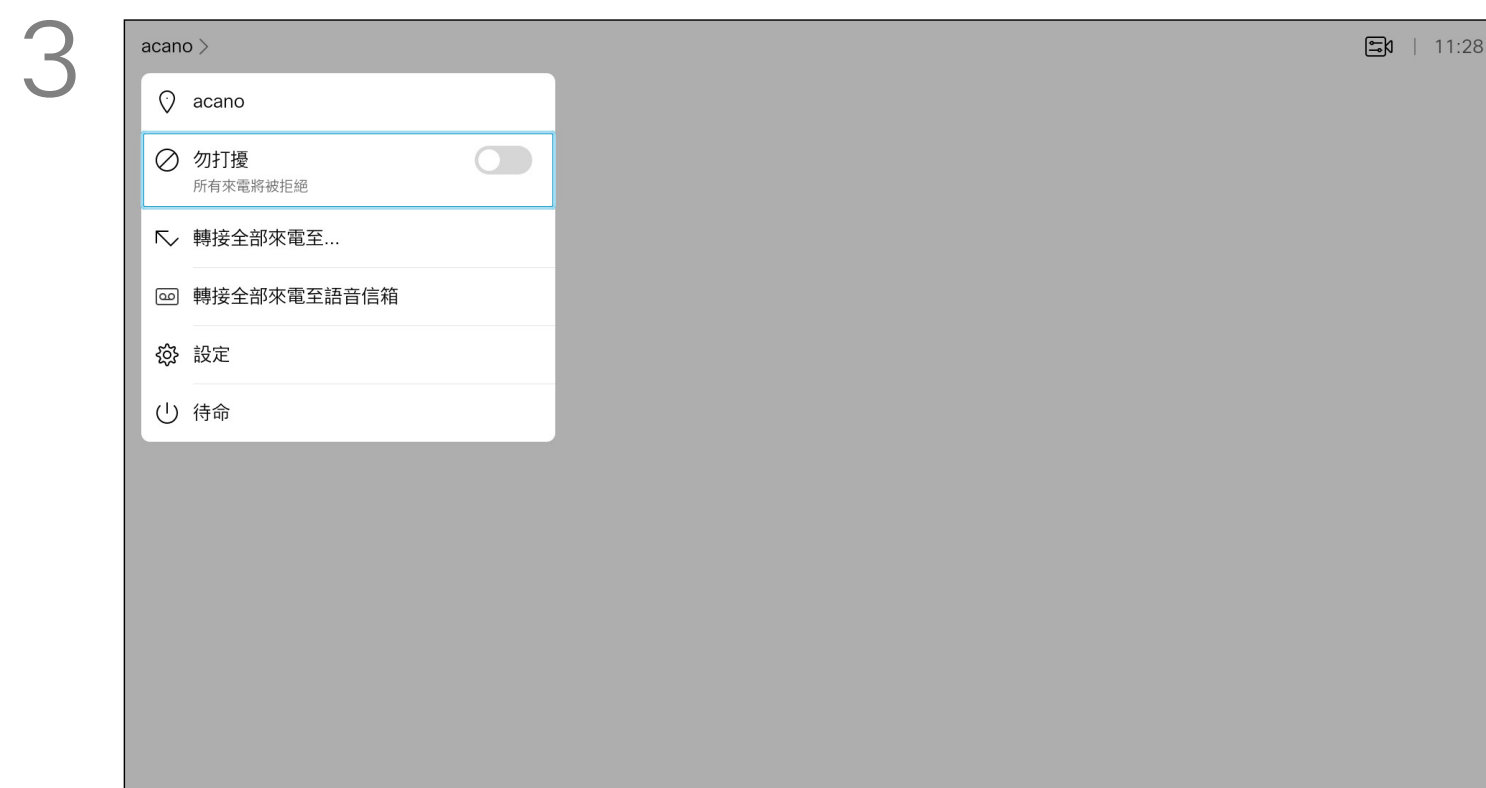 3
acano >
11:28
acano
勿打擾
所有來電將被拒絕
轉接全部來電至...
轉接全部來電至語音信箱
設定
待命